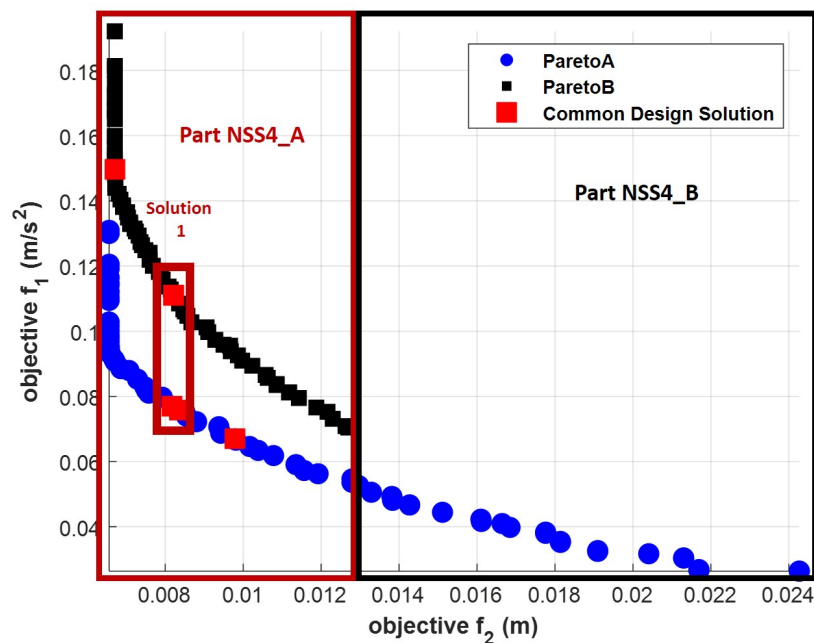 ParetoA
ParetoB
Common Design Solution
Part NSS4_A
Part NSS4_B
Solution
1
objective f1 (m/s2)
0.18
0.16
0.14
0.12
0.1
0.08
0.06
0.04
0.008
0.01
0.012
0.014
0.016
0.018
0.02
0.022
0.024
objective f2 (m)